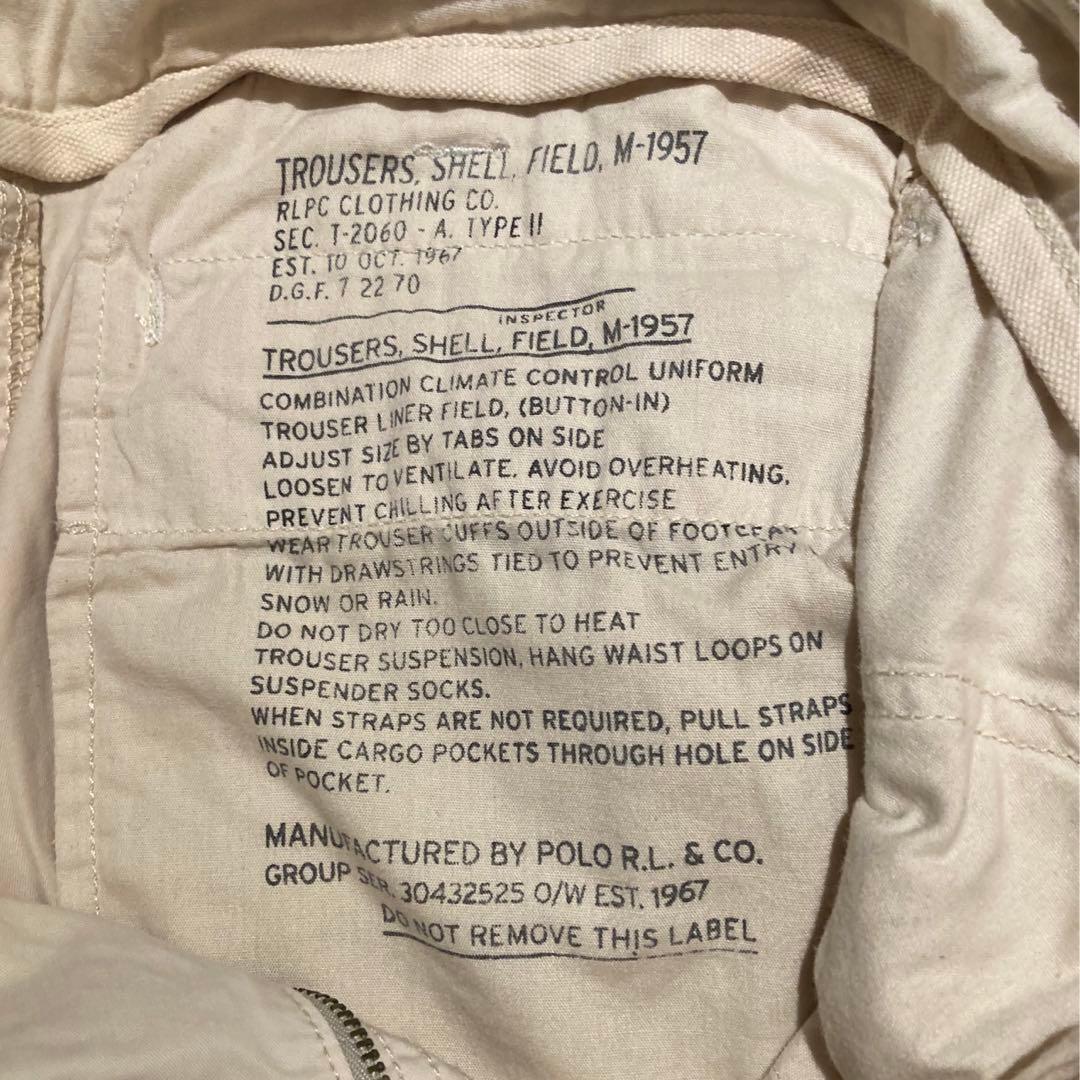 TROUSERS, SHELL, FIELD, M-1957
RLPC CLOTHING CO.
SEC. T-2060 - A. TYPE II
EST. 10 OCT. 1967
D.G.F. 7 22 70
INSPECTOR
TROUSERS, SHELL, FIELD, M-1957
COMBINATION CLIMATE CONTROL UNIFORM
TROUSER LINER FIELD, (BUTTON-IN)
ADJUST SIZE BY TABS ON SIDE
LOOSEN TO VENTILATE. AVOID OVERHEATING.
PREVENT CHILLING AFTER EXERCISE
WEAR TROUSER CUFFS OUTSIDE OF FOOTGEAR
WITH DRAWSTRINGS TIED TO PREVENT ENTRY
SNOW OR RAIN.
DO NOT DRY TOO CLOSE TO HEAT
TROUSER SUSPENSION, HANG WAIST LOOPS ON
SUSPENDER SOCKS.
WHEN STRAPS ARE NOT REQUIRED, PULL STRAPS
INSIDE CARGO POCKETS THROUGH HOLE ON SIDE
OF POCKET.
MANUFACTURED BY POLO R.L. & CO.
GROUP SER. 30432525 O/W EST. 1967
DO NOT REMOVE THIS LABEL